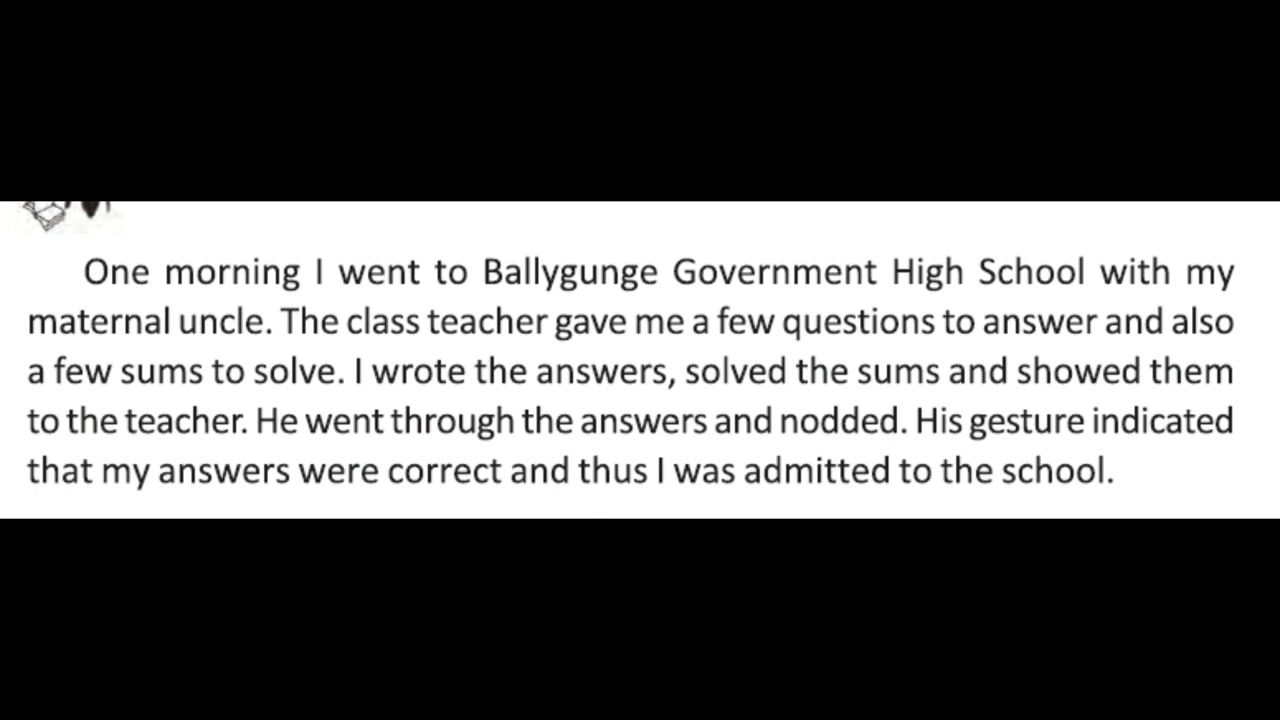 One morning I went to Ballygunge Government High School with my
maternal uncle. The class teacher gave me a few questions to answer and also
a few sums to solve. I wrote the answers, solved the sums and showed them
to the teacher. He went through the answers and nodded. His gesture indicated
that my answers were correct and thus I was admitted to the school.